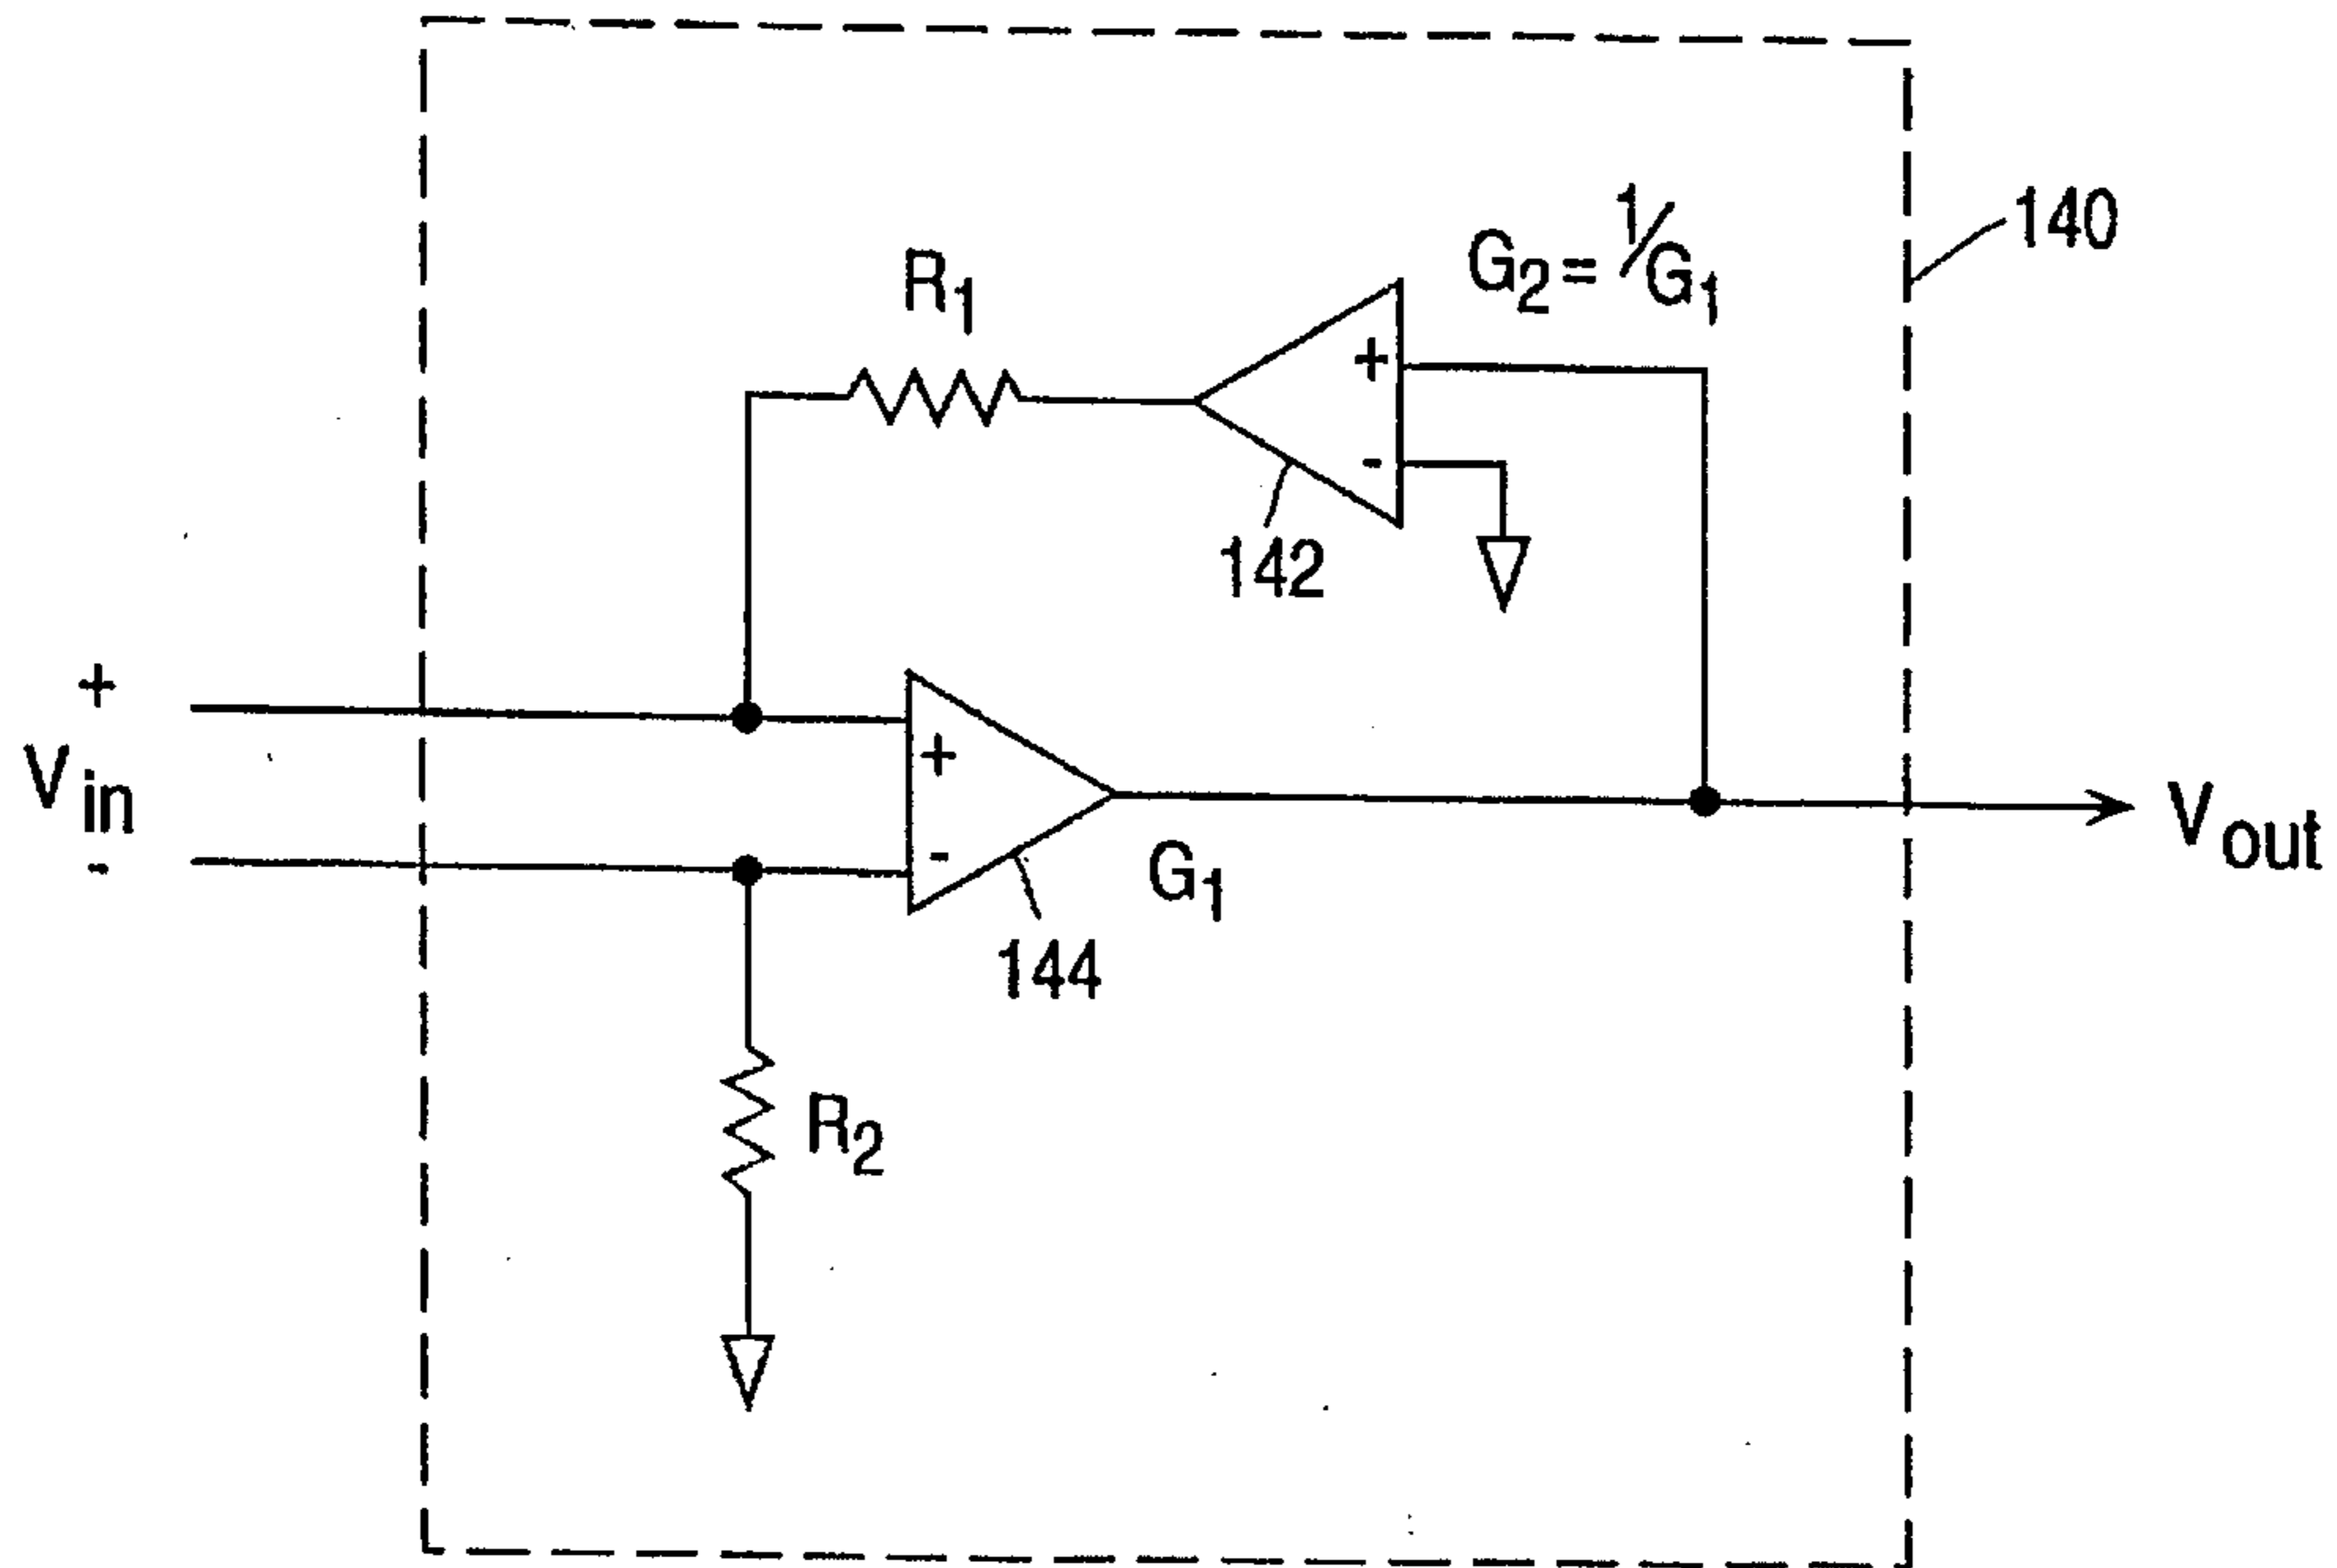 140
G₂= 1/G₁
R₁
+
-
142
+
Vin
-
+
-
G₁
Vout
144
R₂